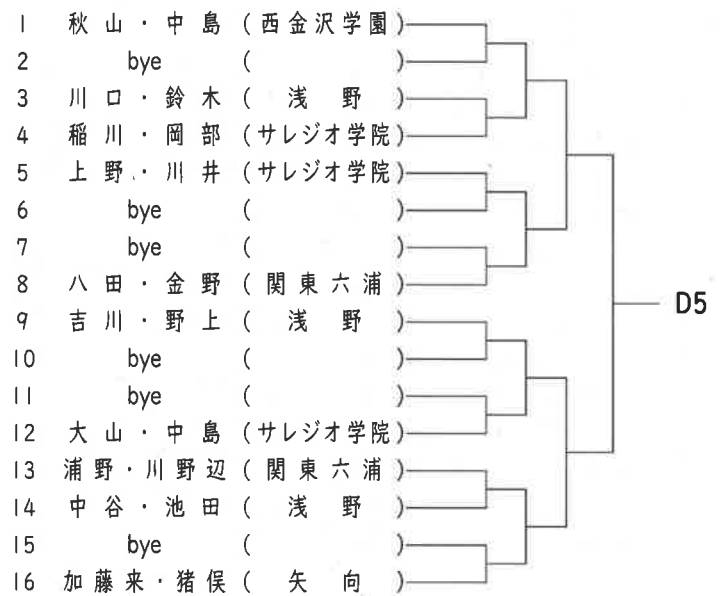 1 秋山・中島 (西金沢学園)
2 bye ( )
3 川口・鈴木 ( 浅野 )
4 稲川・岡部 (サレジオ学院)
5 上野・川井 (サレジオ学院)
6 bye ( )
7 bye ( )
8 八田・金野 ( 関東六浦 )
9 吉川・野上 ( 浅野 )
10 bye ( )
11 bye ( )
12 大山・中島 (サレジオ学院)
13 浦野・川野辺 ( 関東六浦 )
14 中谷・池田 ( 浅野 )
15 bye ( )
16 加藤来・猪俣 ( 矢向 )
D5